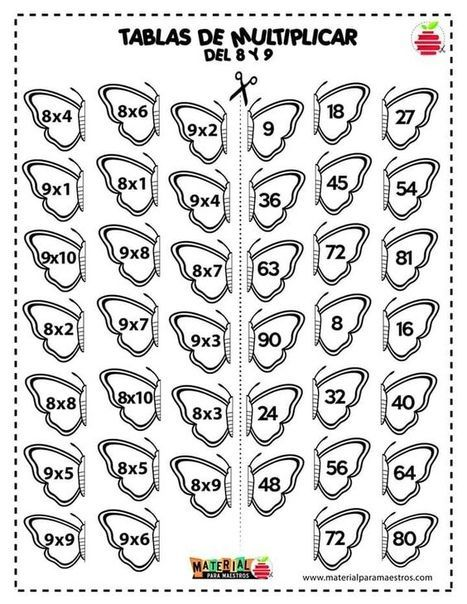 TABLAS DE MULTIPLICAR
DEL 8 Y 9
8x4 8x6 9x2 9 18 27
9x1 8x1 9x4 36 45 54
9x10 9x8 8x7 63 72 81
8x2 9x7 9x3 90 8 16
8x8 8x10 8x3 24 32 40
9x5 8x5 8x9 48 56 64
9x9 9x6 72 80
MATERIAL
PARA MAESTROS
www.materialparamaestros.com